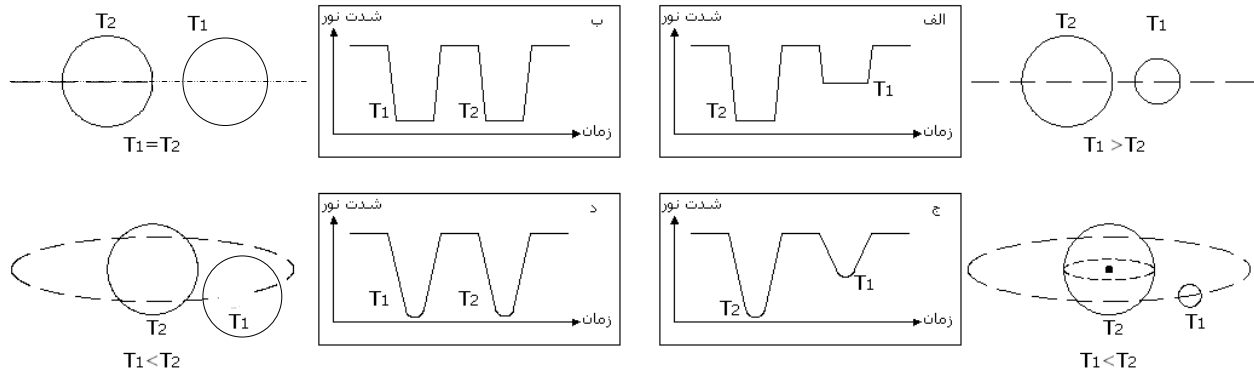 T2 T1
T1=T2
شدت نور ب
T1 T2
زمان
شدت نور الف
T2 T1
زمان
T2 T1
T1 >T2
T2 T1
T1<T2
شدت نور د
T1 T2
زمان
شدت نور ج
T2 T1
زمان
T2 T1
T1<T2